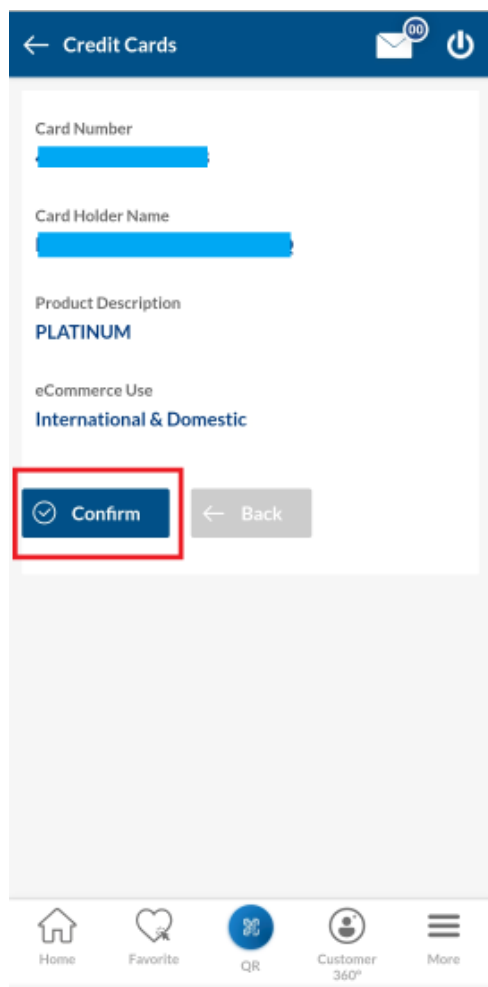 Credit Cards
00
Card Number
Card Holder Name
Product Description
PLATINUM
eCommerce Use
International & Domestic
Confirm
Back
Home
Favorite
QR
Customer
360°
More